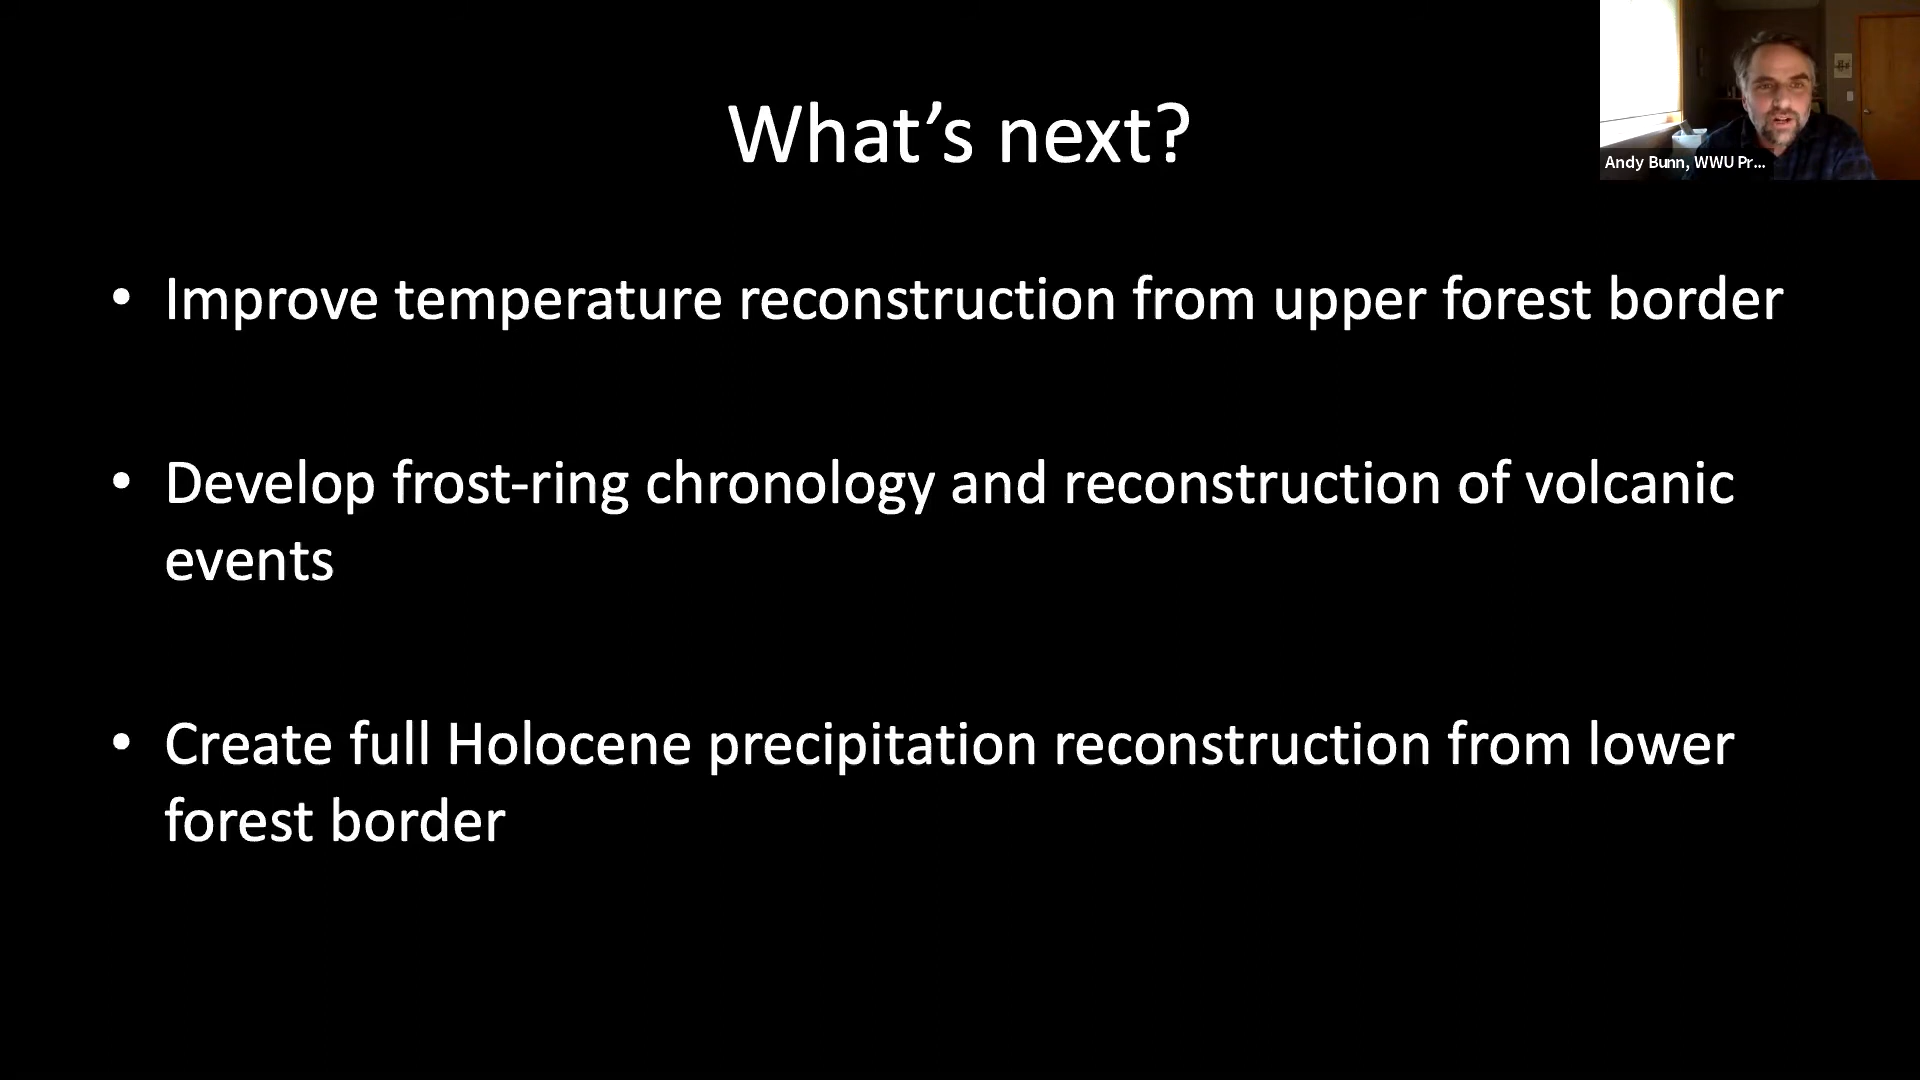 What's next?
Andy Bunn, WWU Pr...
• Improve temperature reconstruction from upper forest border
• Develop frost-ring chronology and reconstruction of volcanic
events
• Create full Holocene precipitation reconstruction from lower
forest border